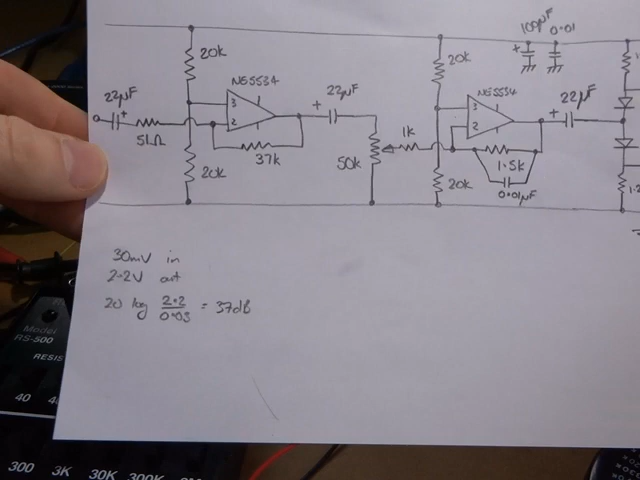 100µF 0.01
20k
20k
NE5534
NE5534
22µF
22µF
22µF
+
+
+
+
3
2
3
2
51Ω
1k
37k
50k
1.5k
20k
20k
0.01µF
1.2
30mV in
2.2V out
20 log 2.2/0.03 = 37dB
Model
RS-500
RESIS
40
300 3K 30K 300K